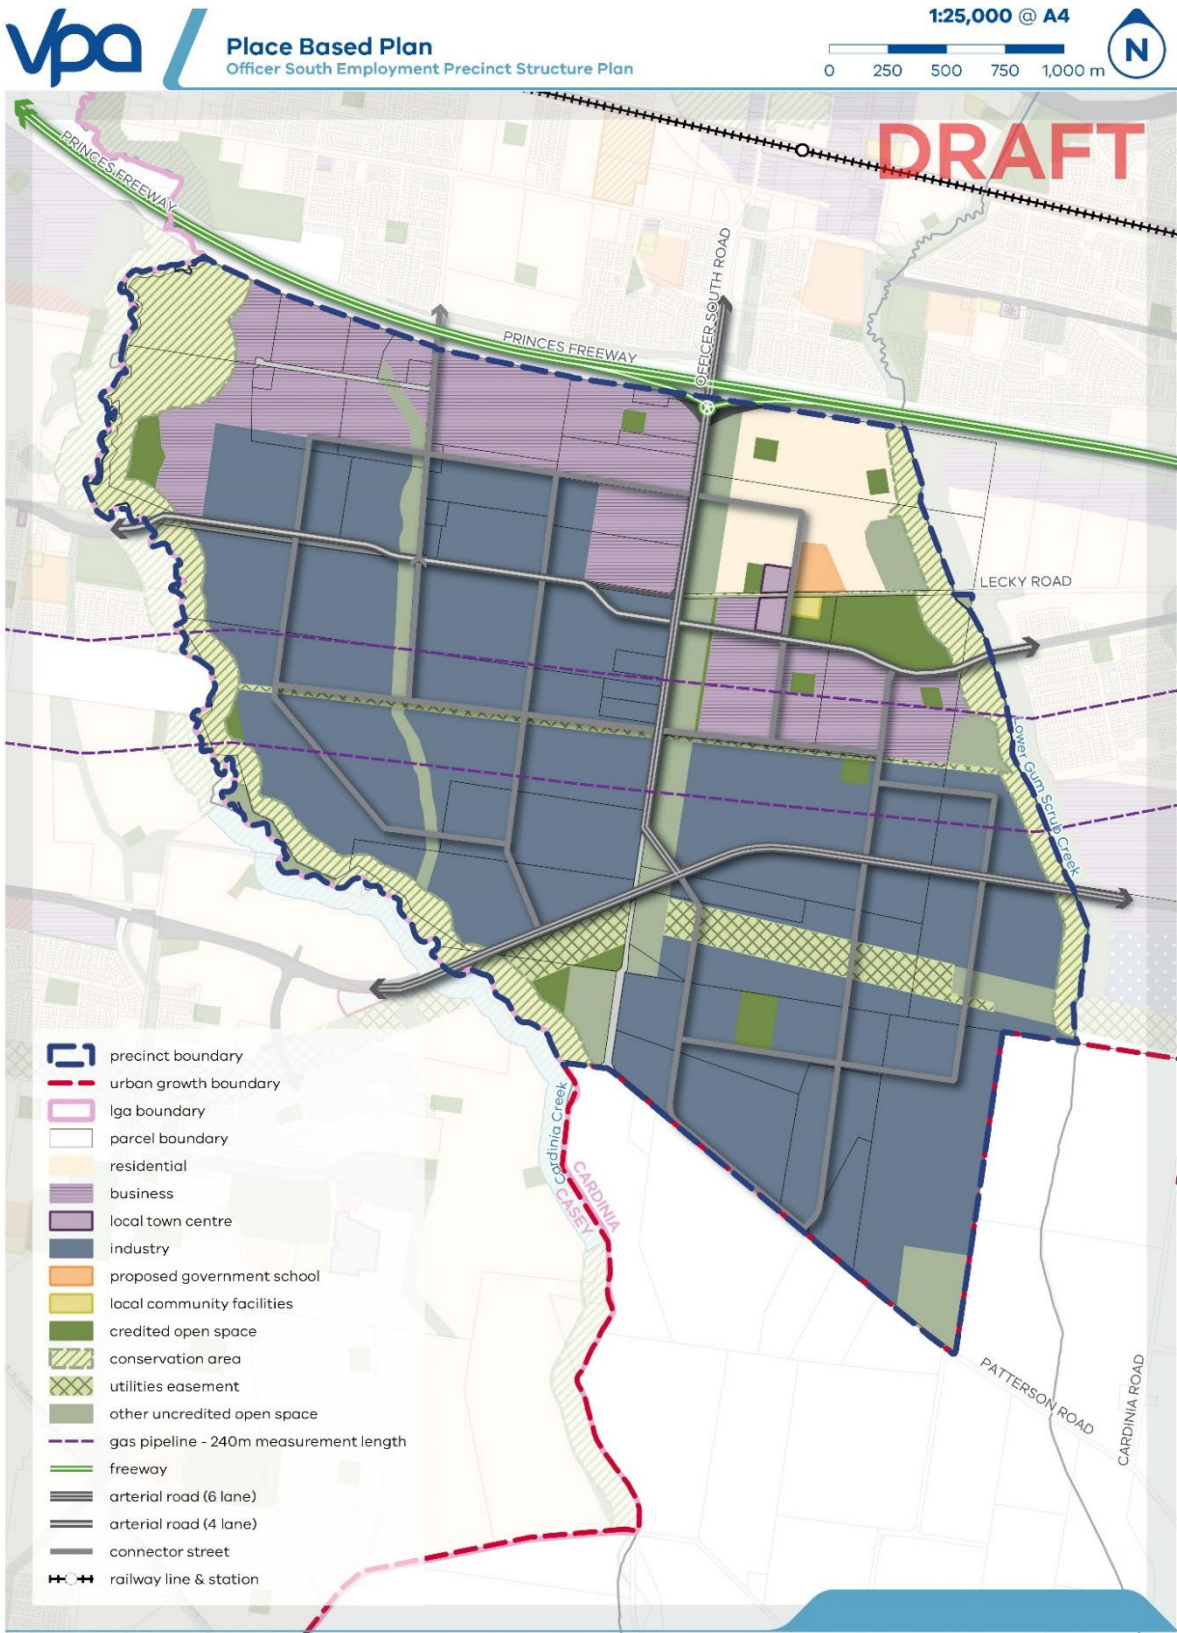 vpa
Place Based Plan
Officer South Employment Precinct Structure Plan
1:25,000 @ A4
0 250 500 750 1,000 m
N
DRAFT
PRINCES FREEWAY
PRINCES FREEWAY
OFFICER SOUTH ROAD
LECKY ROAD
Lower Gum Scrub Creek
Cardinia Creek
CARDINIA
CASEY
PATTERSON ROAD
CARDINIA ROAD
precinct boundary
urban growth boundary
lga boundary
parcel boundary
residential
business
local town centre
industry
proposed government school
local community facilities
credited open space
conservation area
utilities easement
other uncredited open space
gas pipeline - 240m measurement length
freeway
arterial road (6 lane)
arterial road (4 lane)
connector street
railway line & station